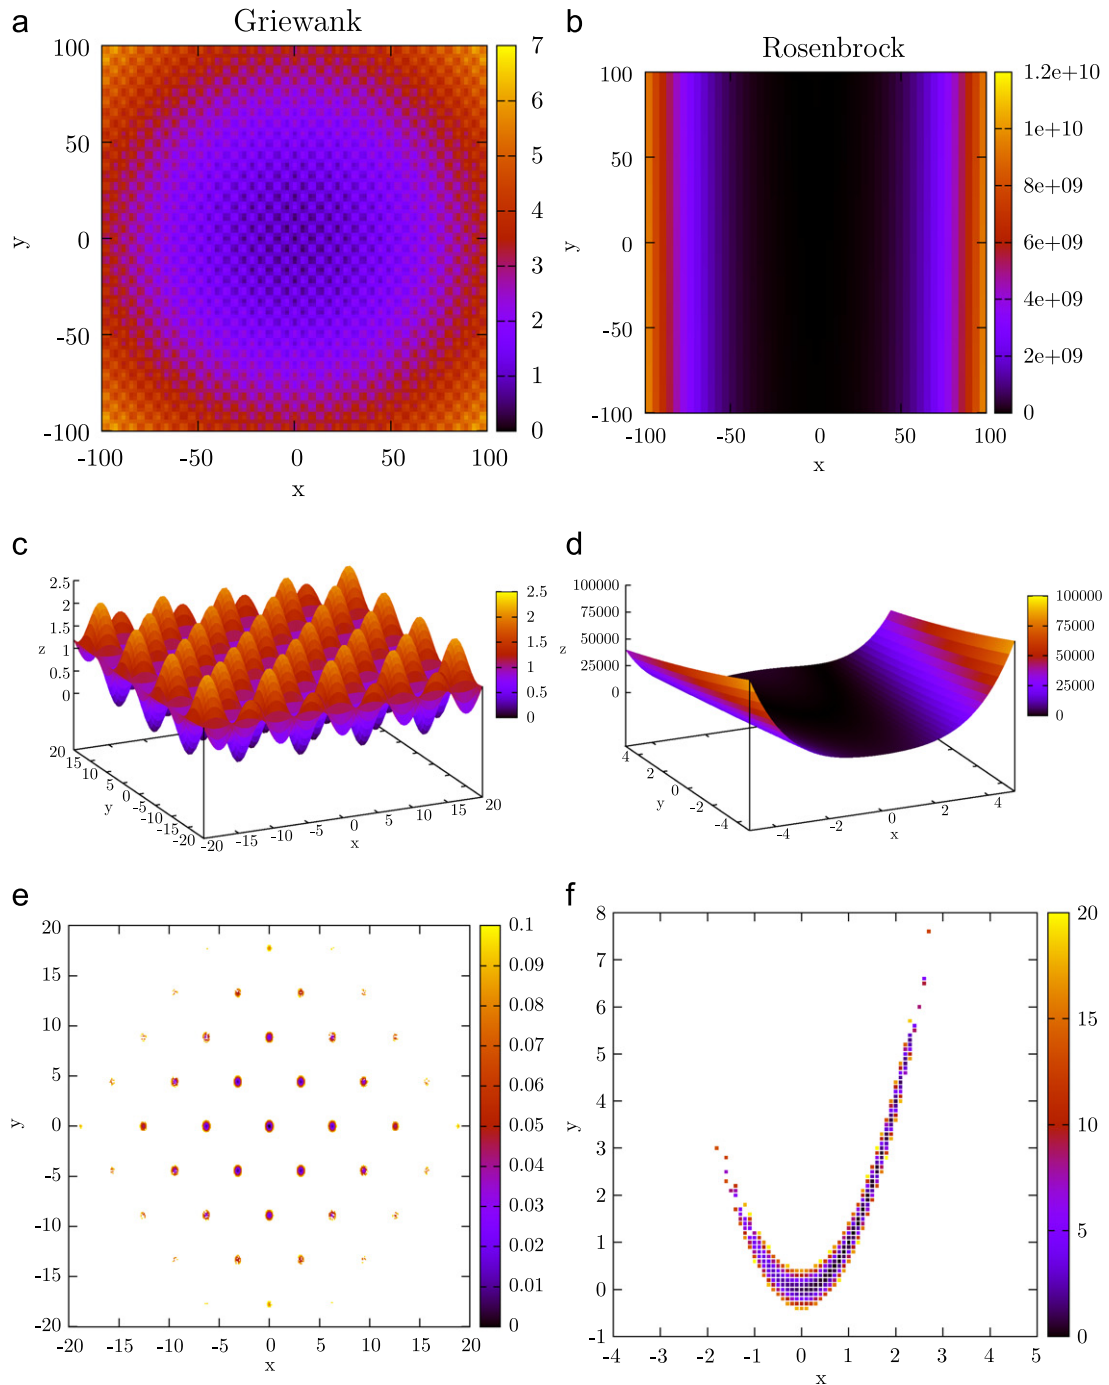 a
Griewank
100
50
0
-50
-100
y
-100 -50 0 50 100
x
7
6
5
4
3
2
1
0
b
Rosenbrock
100
50
0
-50
-100
y
-100 -50 0 50 100
x
1.2e+10
1e+10
8e+09
6e+09
4e+09
2e+09
0
c
2.5
2
1.5
1
0.5
0
z
20
15
10
5
0
-5
-10
-15
-20
y
-20 -15 -10 -5 0 5 10 15 20
x
2.5
2
1.5
1
0.5
0
d
100000
75000
50000
25000
0
z
4
2
0
-2
-4
y
-4 -2 0 2 4
x
100000
75000
50000
25000
0
e
20
15
10
5
0
-5
-10
-15
-20
y
-20 -15 -10 -5 0 5 10 15 20
x
0.1
0.09
0.08
0.07
0.06
0.05
0.04
0.03
0.02
0.01
0
f
8
7
6
5
4
3
2
1
0
-1
y
-4 -3 -2 -1 0 1 2 3 4 5
x
20
15
10
5
0